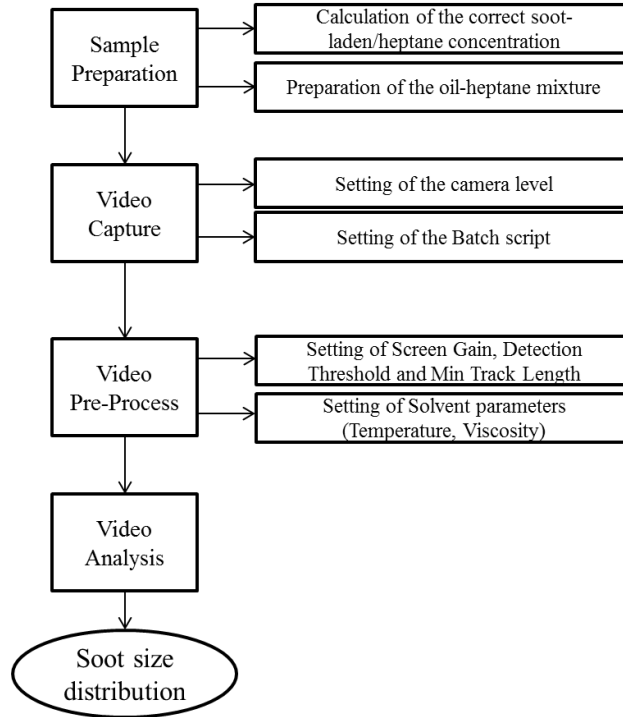 Sample
Preparation
Calculation of the correct soot-
laden/heptane concentration
Preparation of the oil-heptane mixture
Video
Capture
Setting of the camera level
Setting of the Batch script
Video
Pre-Process
Setting of Screen Gain, Detection
Threshold and Min Track Length
Setting of Solvent parameters
(Temperature, Viscosity)
Video
Analysis
Soot size
distribution